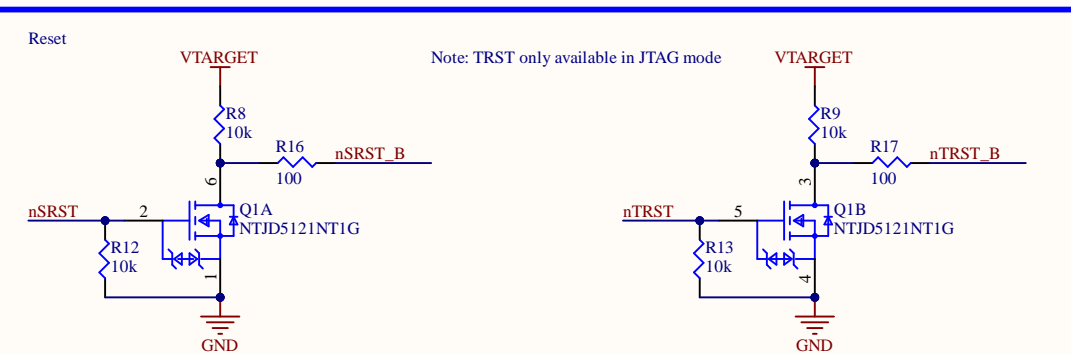 Reset
VTARGET
Note: TRST only available in JTAG mode
VTARGET
R8
10k
R9
10k
R16
nSRST_B
100
R17
nTRST_B
100
6
3
nSRST
2
Q1A
NTJD5121NT1G
nTRST
5
Q1B
NTJD5121NT1G
R12
10k
R13
10k
1
4
GND
GND